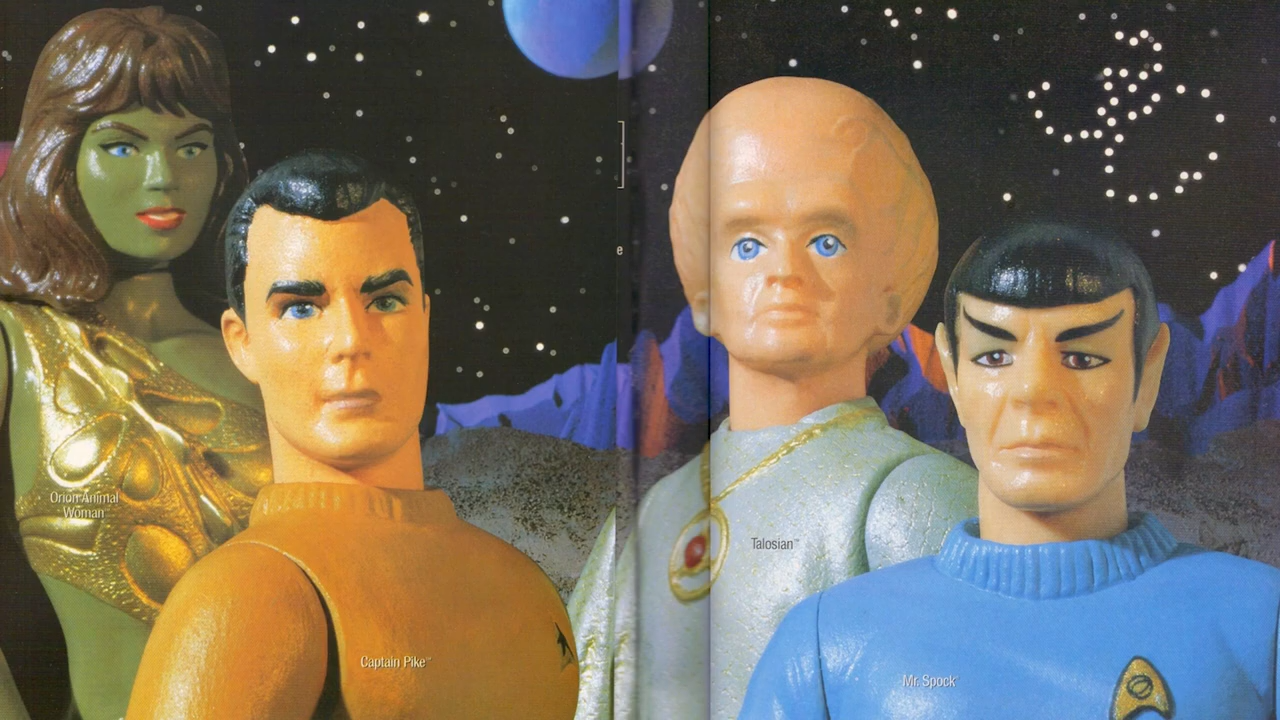 Orion Animal
Woman
Captain Pike™
e
Talosian™
Mr. Spock™